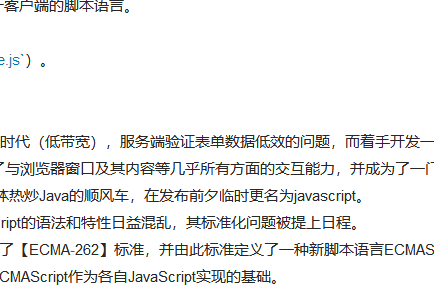 客户端的脚本语言。
e.js`）。
时代（低带宽），服务端验证表单数据低效的问题，而着手开发一
了与浏览器窗口及其内容等几乎所有方面的交互能力，并成为了一门
体热炒Java的顺风车，在发布前夕临时更名为javascript。
ript的语法和特性日益混乱，其标准化问题被提上日程。
了【ECMA-262】标准，并由此标准定义了一种新脚本语言ECMAS
CMAScript作为各自JavaScript实现的基础。